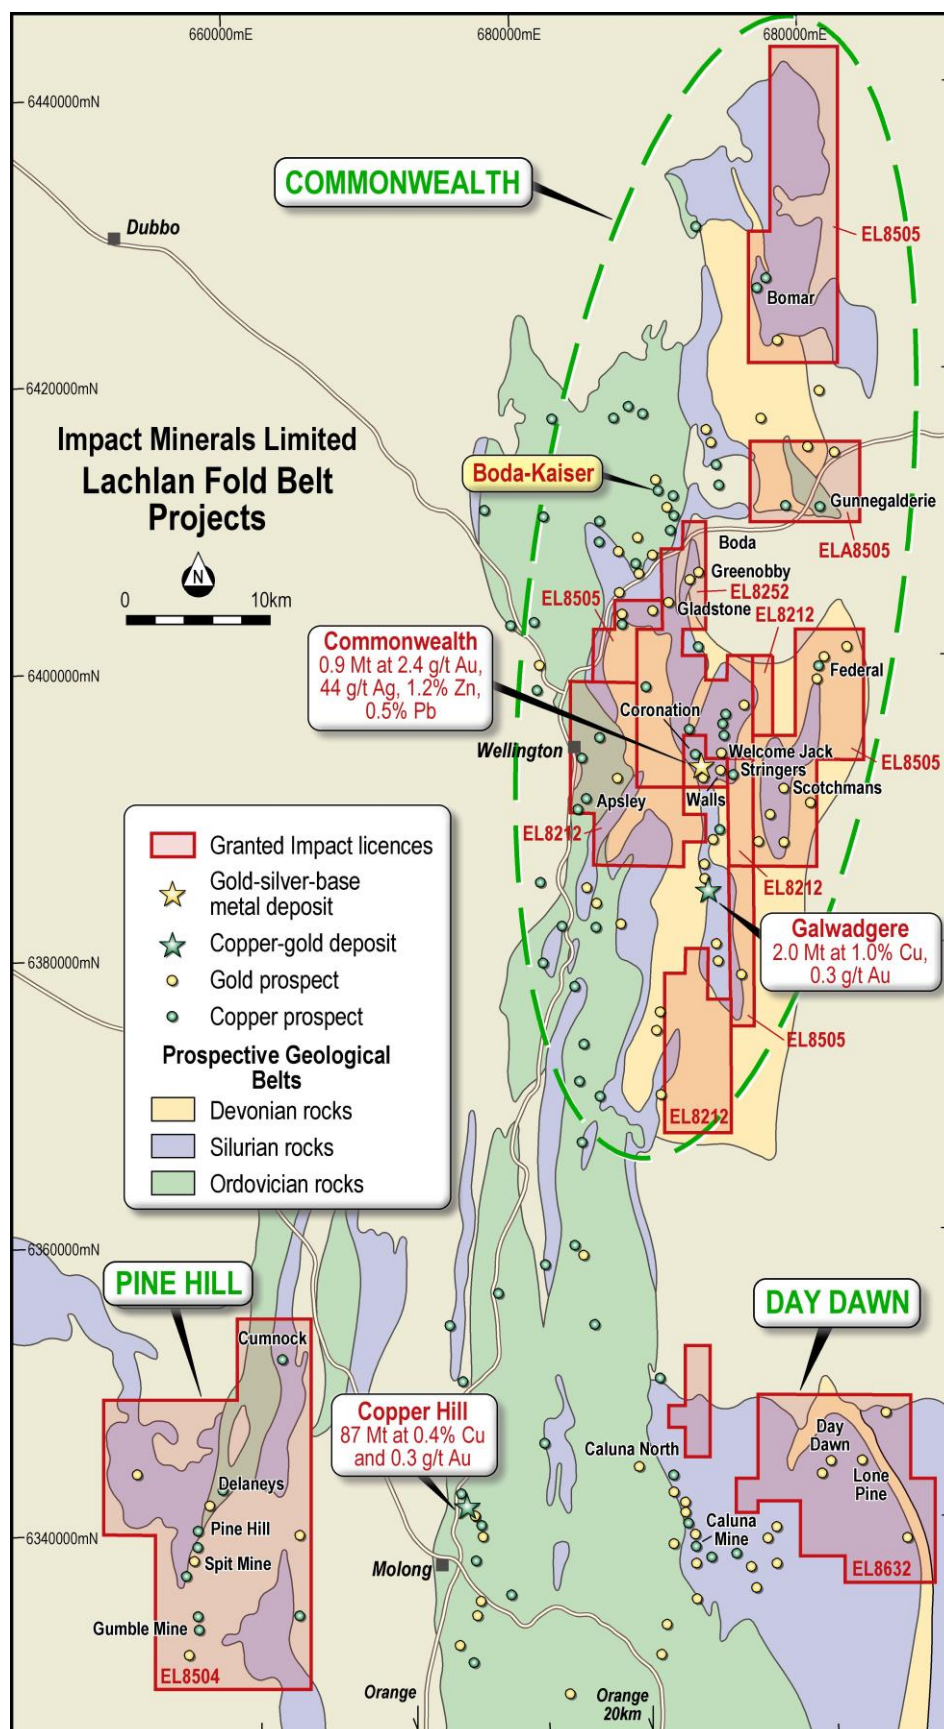 660000mE
680000mE
680000mE
6440000mN
COMMONWEALTH
Dubbo
EL8505
Bomar
6420000mN
Impact Minerals Limited
Lachlan Fold Belt
Projects
Boda-Kaiser
Gunnegalderie
N
Boda
ELA8505
0 10km
Greenobby
EL8505
EL8252
EL8212
Gladstone
Commonwealth
0.9 Mt at 2.4 g/t Au,
44 g/t Ag, 1.2% Zn,
0.5% Pb
6400000mN
Federal
Coronation
Wellington
Welcome Jack
Stringers
EL8505
Scotchmans
Apsley
Walls
EL8212
Granted Impact licences
Gold-silver-base
metal deposit
EL8212
Copper-gold deposit
Galwadgere
2.0 Mt at 1.0% Cu,
0.3 g/t Au
6380000mN
Gold prospect
Copper prospect
EL8505
Prospective Geological
Belts
Devonian rocks
EL8212
Silurian rocks
Ordovician rocks
6360000mN
PINE HILL
DAY DAWN
Cumnock
Copper Hill
87 Mt at 0.4% Cu
and 0.3 g/t Au
Day
Dawn
Caluna North
Lone
Pine
Delaneys
Pine Hill
6340000mN
Caluna
Mine
Spit Mine
Molong
EL8632
Gumble Mine
EL8504
Orange
Orange
20km